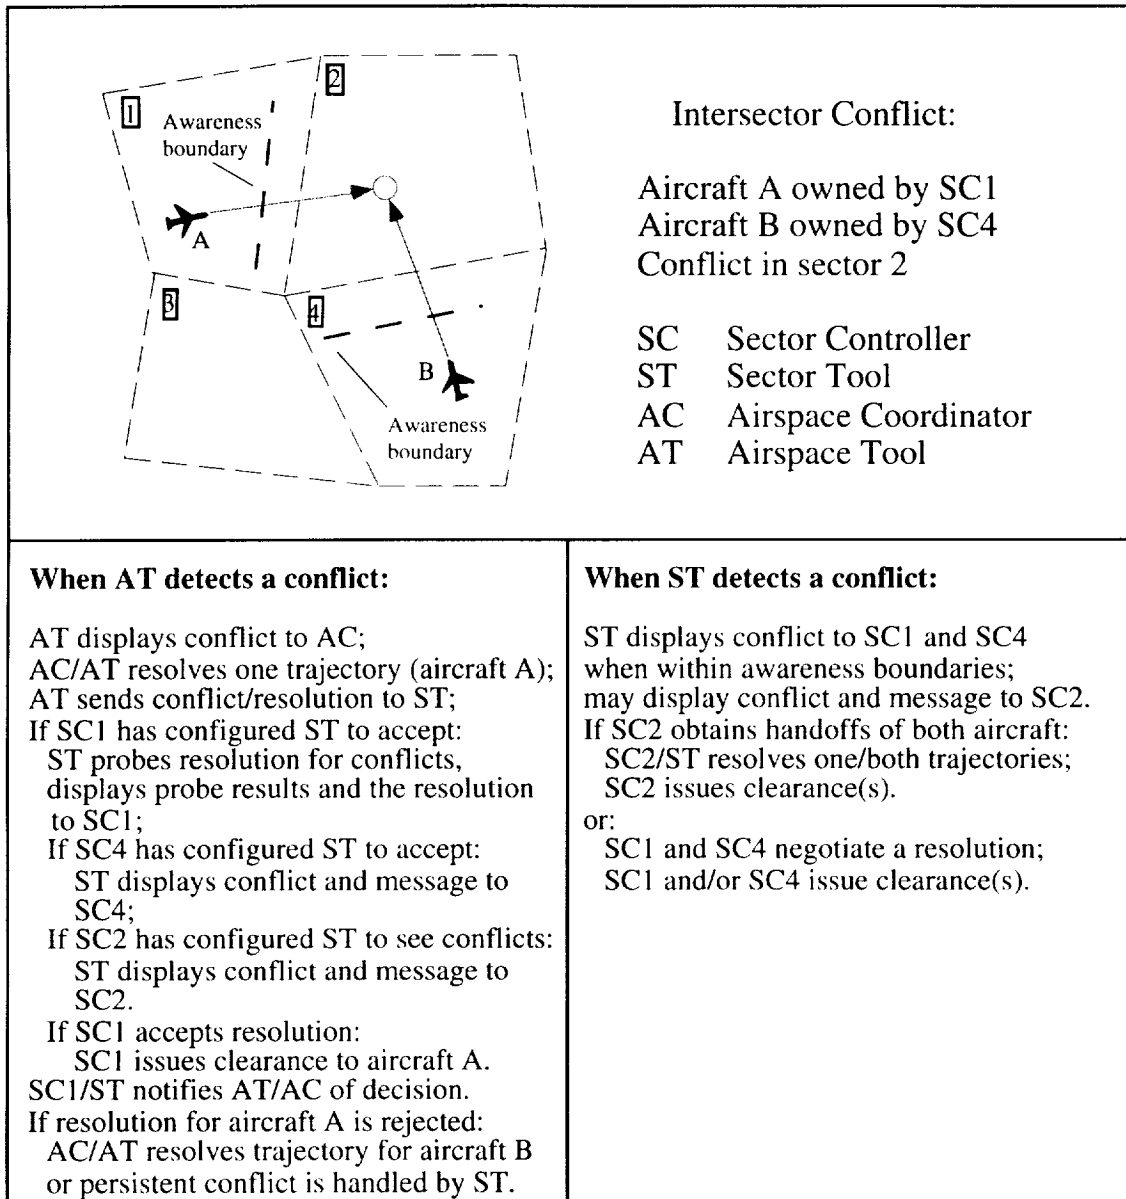 1
2
Awareness
boundary
A
3
4
B
Awareness
boundary
Intersector Conflict:
Aircraft A owned by SC1
Aircraft B owned by SC4
Conflict in sector 2
SC Sector Controller
ST Sector Tool
AC Airspace Coordinator
AT Airspace Tool
When AT detects a conflict:
AT displays conflict to AC;
AC/AT resolves one trajectory (aircraft A);
AT sends conflict/resolution to ST;
If SC1 has configured ST to accept:
ST probes resolution for conflicts,
displays probe results and the resolution
to SC1;
If SC4 has configured ST to accept:
ST displays conflict and message to
SC4;
If SC2 has configured ST to see conflicts:
ST displays conflict and message to
SC2.
If SC1 accepts resolution:
SC1 issues clearance to aircraft A.
SC1/ST notifies AT/AC of decision.
If resolution for aircraft A is rejected:
AC/AT resolves trajectory for aircraft B
or persistent conflict is handled by ST.
When ST detects a conflict:
ST displays conflict to SC1 and SC4
when within awareness boundaries;
may display conflict and message to SC2.
If SC2 obtains handoffs of both aircraft:
SC2/ST resolves one/both trajectories;
SC2 issues clearance(s).
or:
SC1 and SC4 negotiate a resolution;
SC1 and/or SC4 issue clearance(s).